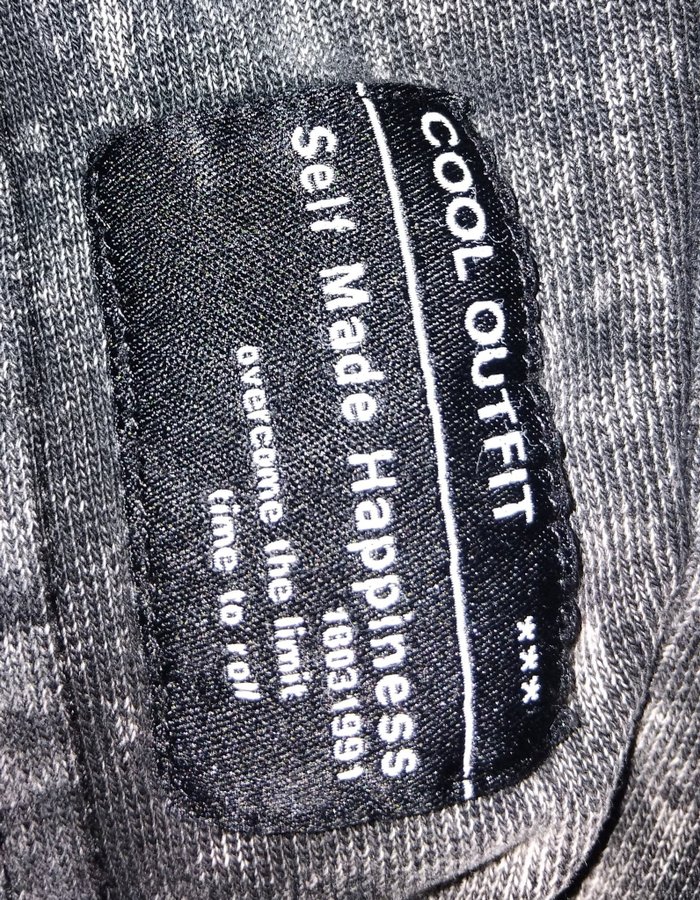 COOL OUTFIT ***
Self Made Happiness
18031991
overcome the limit
time to roll